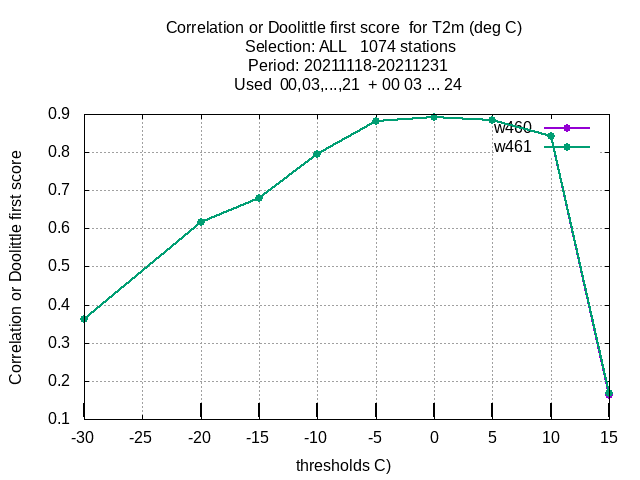 Correlation or Doolittle first score  for T2m (deg C)
Selection: ALL   1074 stations
Period: 20211118-20211231
Used  00,03,...,21  + 00 03 ... 24
Correlation or Doolittle first score
0.9
0.8
0.7
0.6
0.5
0.4
0.3
0.2
0.1
w460
w461
-30 -25 -20 -15 -10 -5 0 5 10 15
thresholds C)